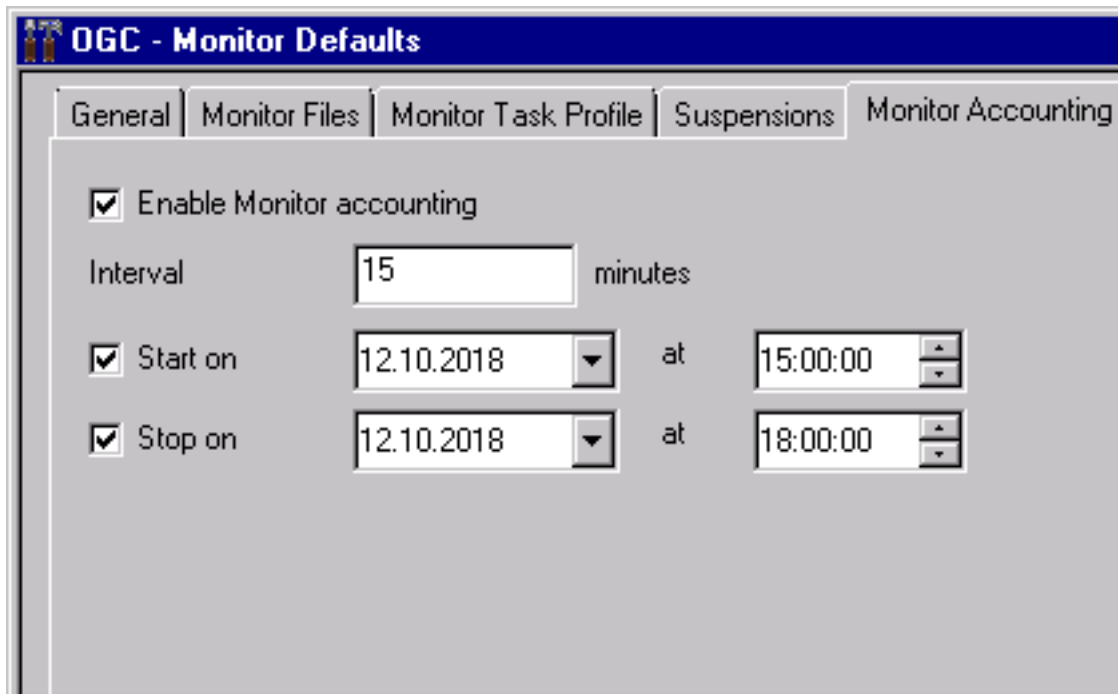 OGC - Monitor Defaults
General Monitor Files Monitor Task Profile Suspensions Monitor Accounting
Enable Monitor accounting
Interval 15 minutes
Start on 12.10.2018 at 15:00:00
Stop on 12.10.2018 at 18:00:00